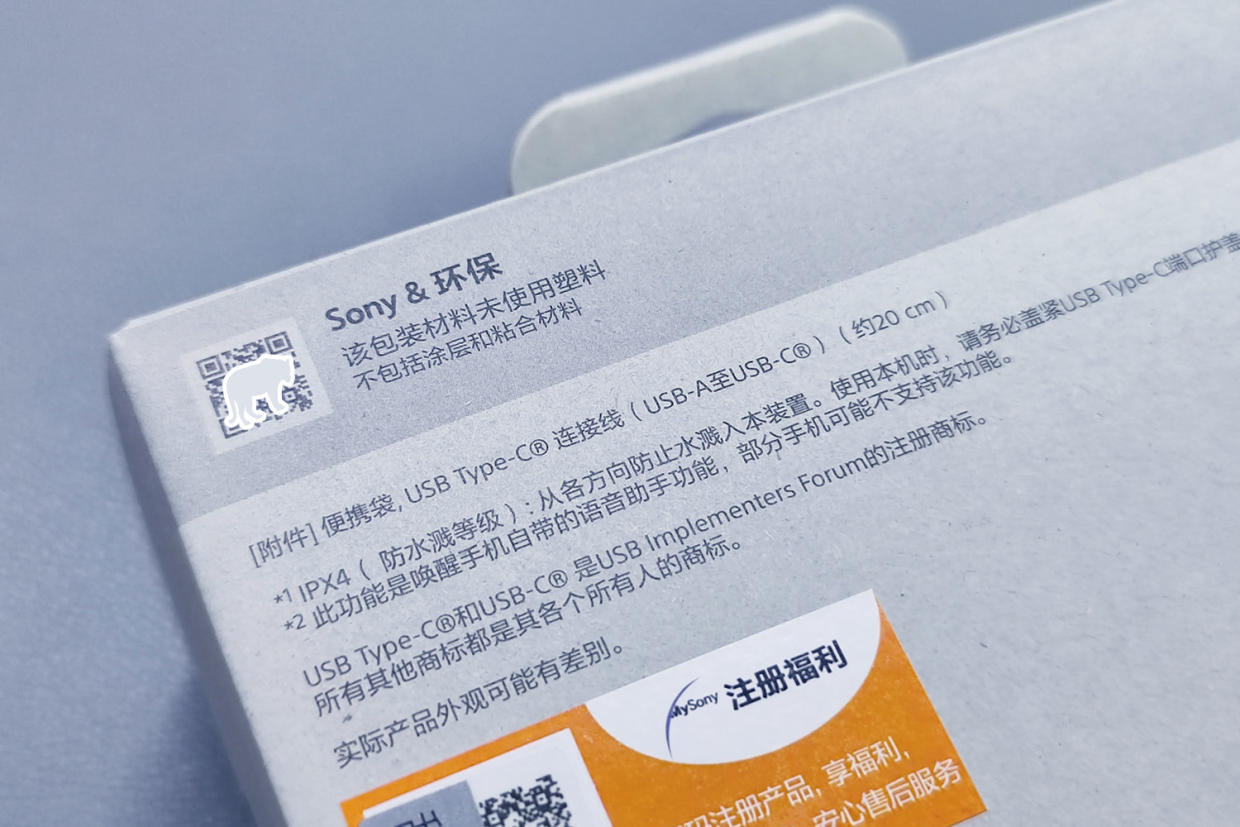 Sony & 环保
该包装材料未使用塑料
不包括涂层和粘合材料
[附件] 便携袋, USB Type-C® 连接线（USB-A至USB-C®）（约20 cm）
*1 IPX4（ 防水溅等级）: 从各方向防止水溅入本装置。使用本机时，请务必盖紧USB Type-C端口护盖
*2 此功能是唤醒手机自带的语音助手功能，部分手机可能不支持该功能。
USB Type-C®和USB-C® 是USB Implementers Forum的注册商标。
所有其他商标都是其各个所有人的商标。
实际产品外观可能有差别。
MySony 注册福利
注册产品, 享福利,
安心售后服务